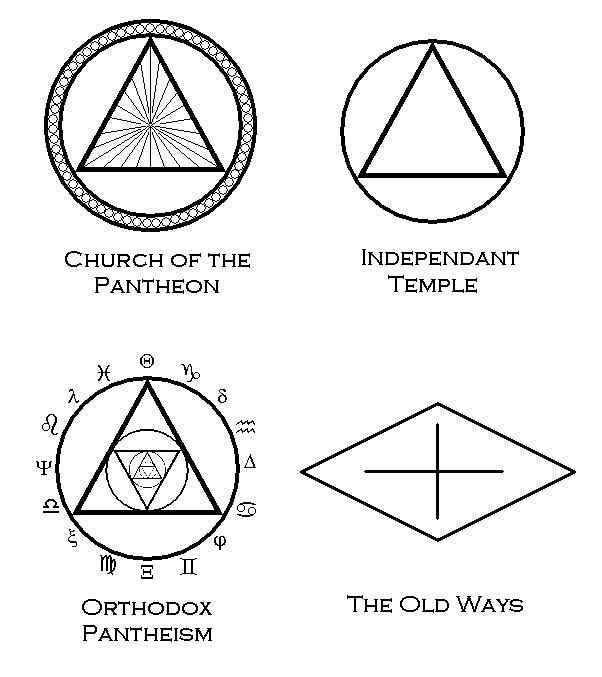 CHURCH OF THE
PANTHEON
INDEPENDANT
TEMPLE
Θ ♑ δ ♒ Δ ♋ φ ♊ Ξ ♍ ξ ♎ Ψ ♌ λ ♓
ORTHODOX
PANTHEISM
THE OLD WAYS